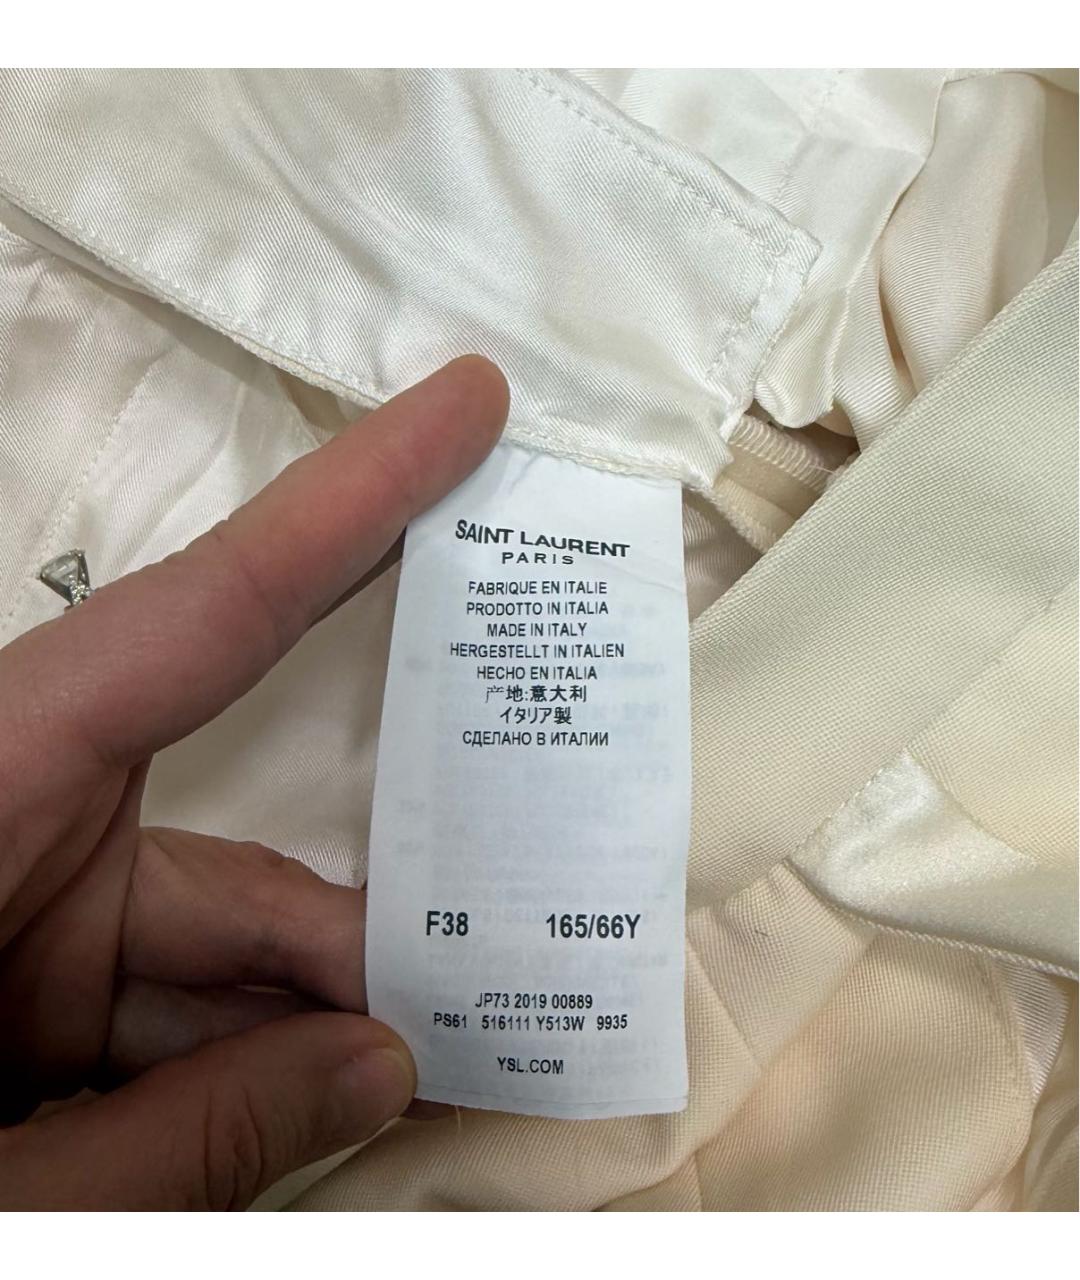 SAINT LAURENT
PARIS
FABRIQUE EN ITALIE
PRODOTTO IN ITALIA
MADE IN ITALY
HERGESTELLT IN ITALIEN
HECHO EN ITALIA
产地:意大利
イタリア製
СДЕЛАНО В ИТАЛИИ
F38 165/66Y
JP73 2019 00889
PS61 516111 Y513W 9935
YSL.COM